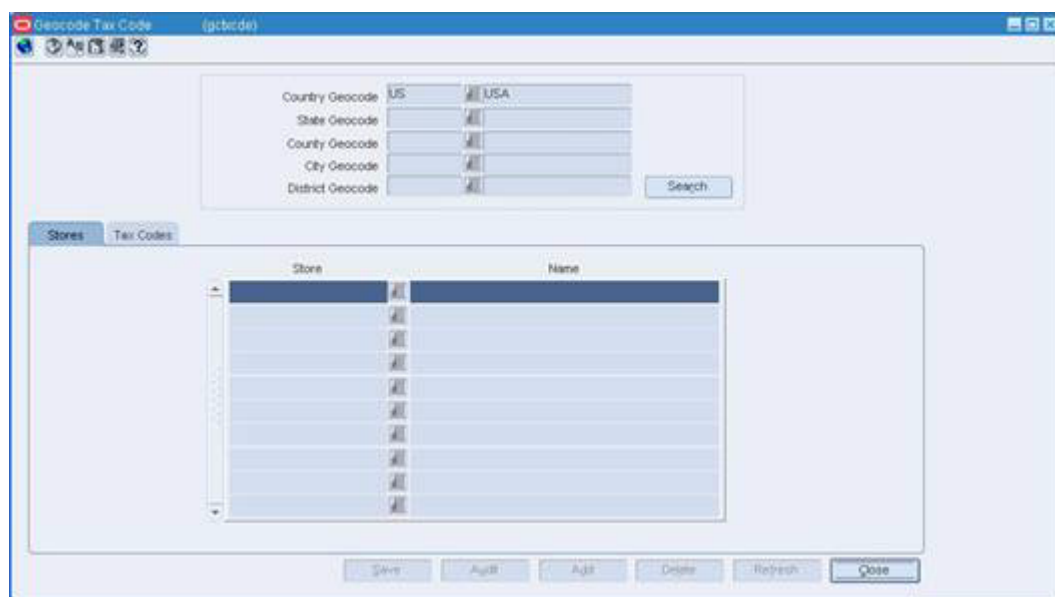 Geocode Tax Code (gcbxcde)
Country Geocode US USA
State Geocode
County Geocode
City Geocode
District Geocode
Search
Stores Tax Codes
Store Name
Save Audit Add Delete Refresh Close